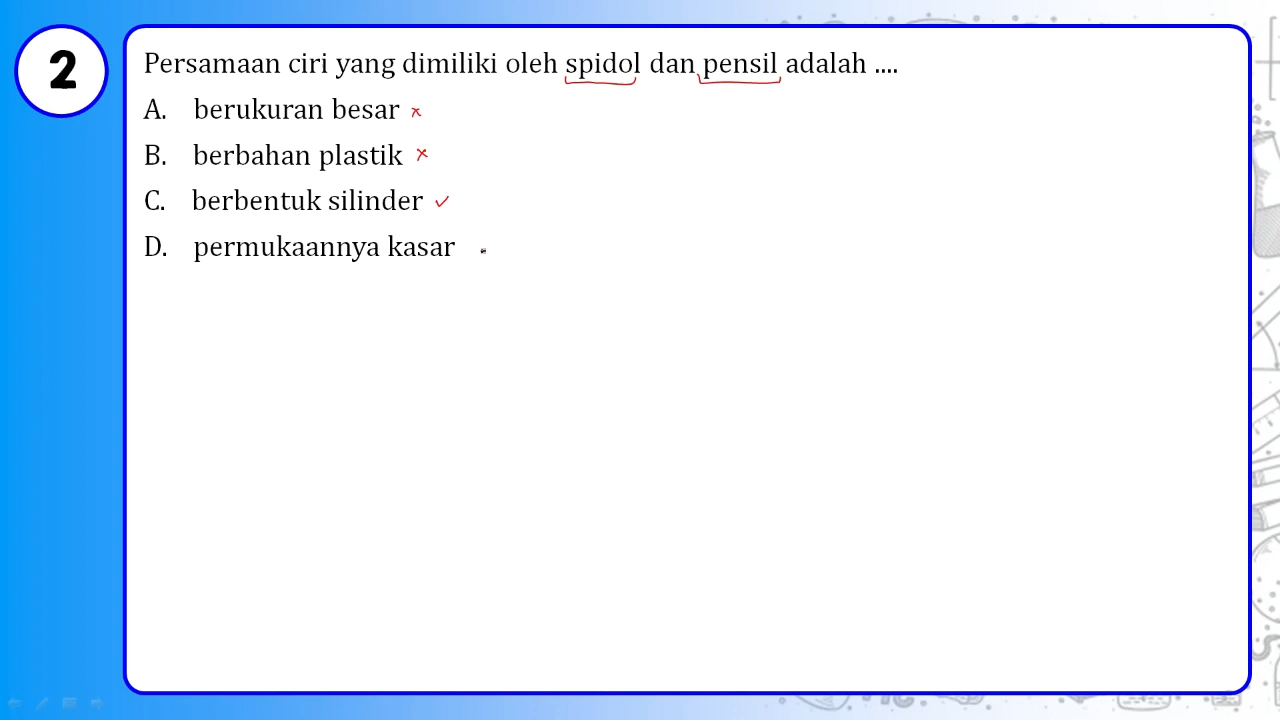 2
Persamaan ciri yang dimiliki oleh spidol dan pensil adalah ....
A. berukuran besar ×
B. berbahan plastik ×
C. berbentuk silinder ✓
D. permukaannya kasar